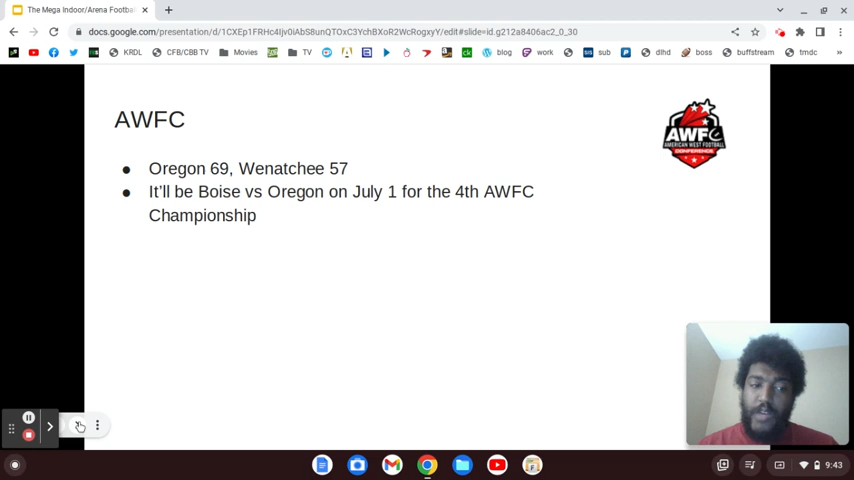 The Mega Indoor/Arena Footba
docs.google.com/presentation/d/1CXEp1FRHc4Ijv0iAbS8unQTOxC3YchBXoR2WcRogxyY/edit#slide=id.g212a8406ac2_0_30
KRDL CFB/CBB TV Movies TV blog work sub dlhd boss buffstream tmdc
AWFC
AWFC
AMERICAN WEST FOOTBALL
CONFERENCE
● Oregon 69, Wenatchee 57
● It'll be Boise vs Oregon on July 1 for the 4th AWFC
Championship
9:43